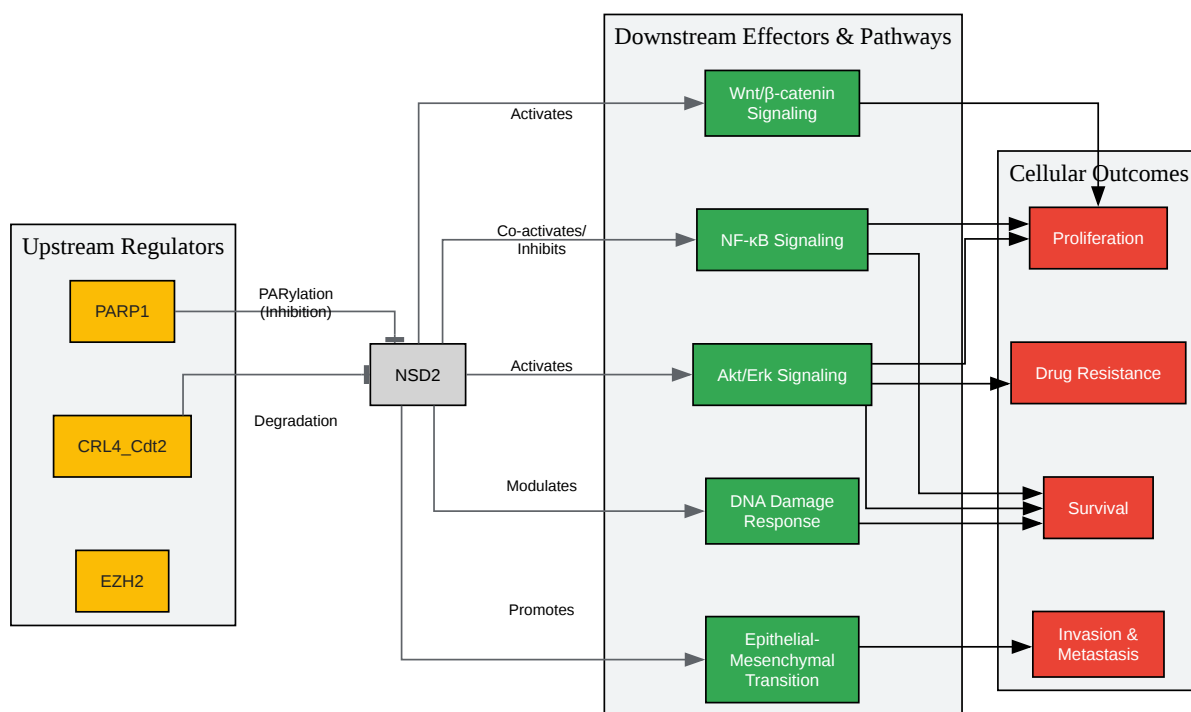 Downstream Effectors & Pathways
Wnt/β-catenin
Signaling
Activates
Cellular Outcomes
Upstream Regulators
Co-activates/
Inhibits
NF-κB Signaling
Proliferation
PARP1
PARylation
(Inhibition)
NSD2
Activates
Akt/Erk Signaling
Drug Resistance
Degradation
CRL4_Cdt2
Modulates
DNA Damage
Response
Survival
EZH2
Promotes
Epithelial-
Mesenchymal
Transition
Invasion &
Metastasis